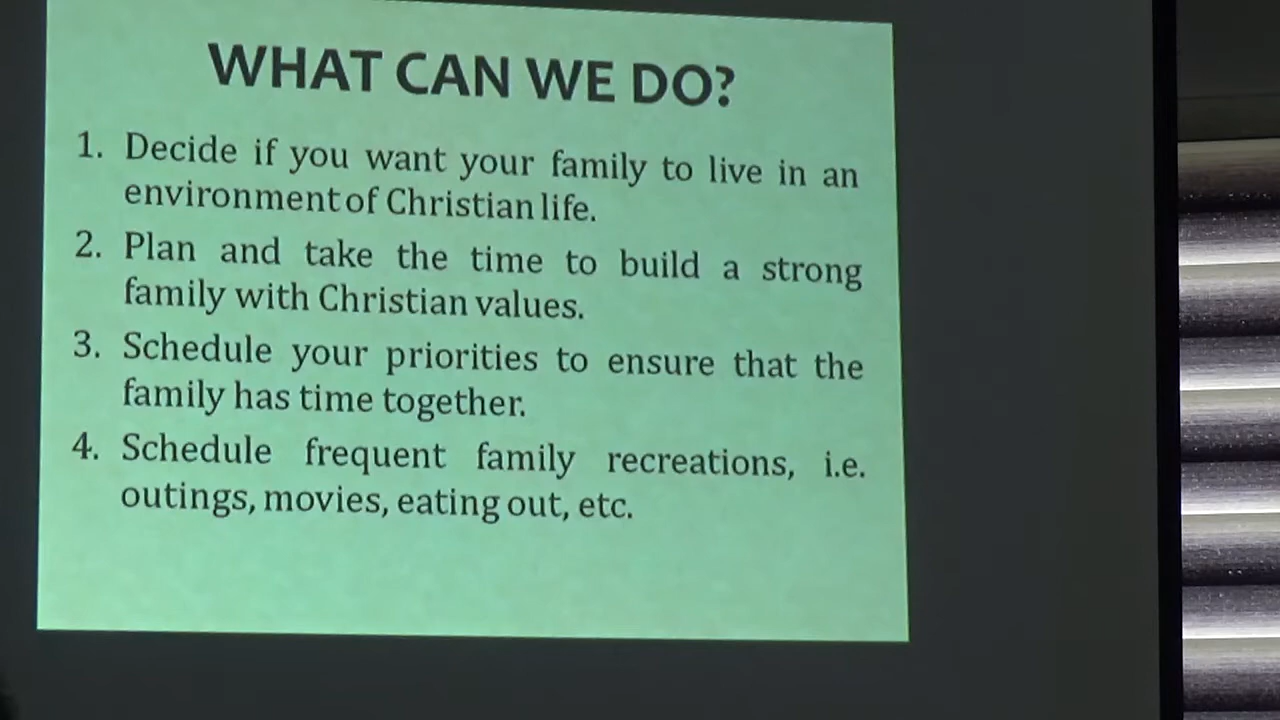 WHAT CAN WE DO?
1. Decide if you want your family to live in an
environment of Christian life.
2. Plan and take the time to build a strong
family with Christian values.
3. Schedule your priorities to ensure that the
family has time together.
4. Schedule frequent family recreations, i.e.
outings, movies, eating out, etc.